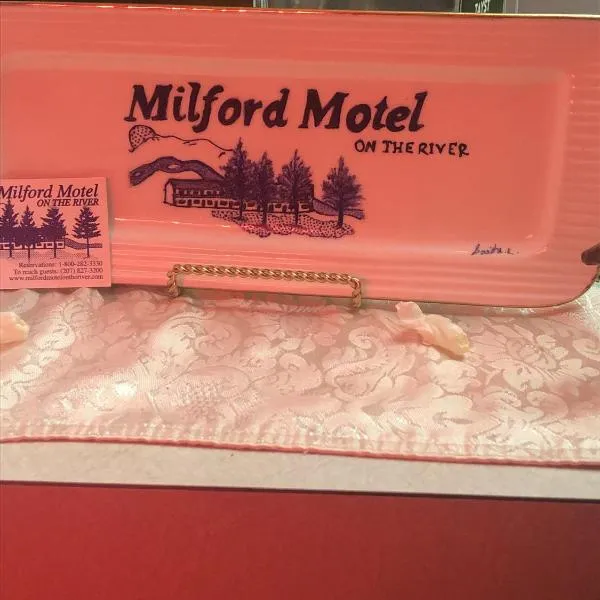 Milford Motel
ON THE RIVER
Milford Motel
ON THE RIVER
Reservations: 1-800-282-3330
To reach guests: (207) 827-3200
www.milfordmotelontheriver.com